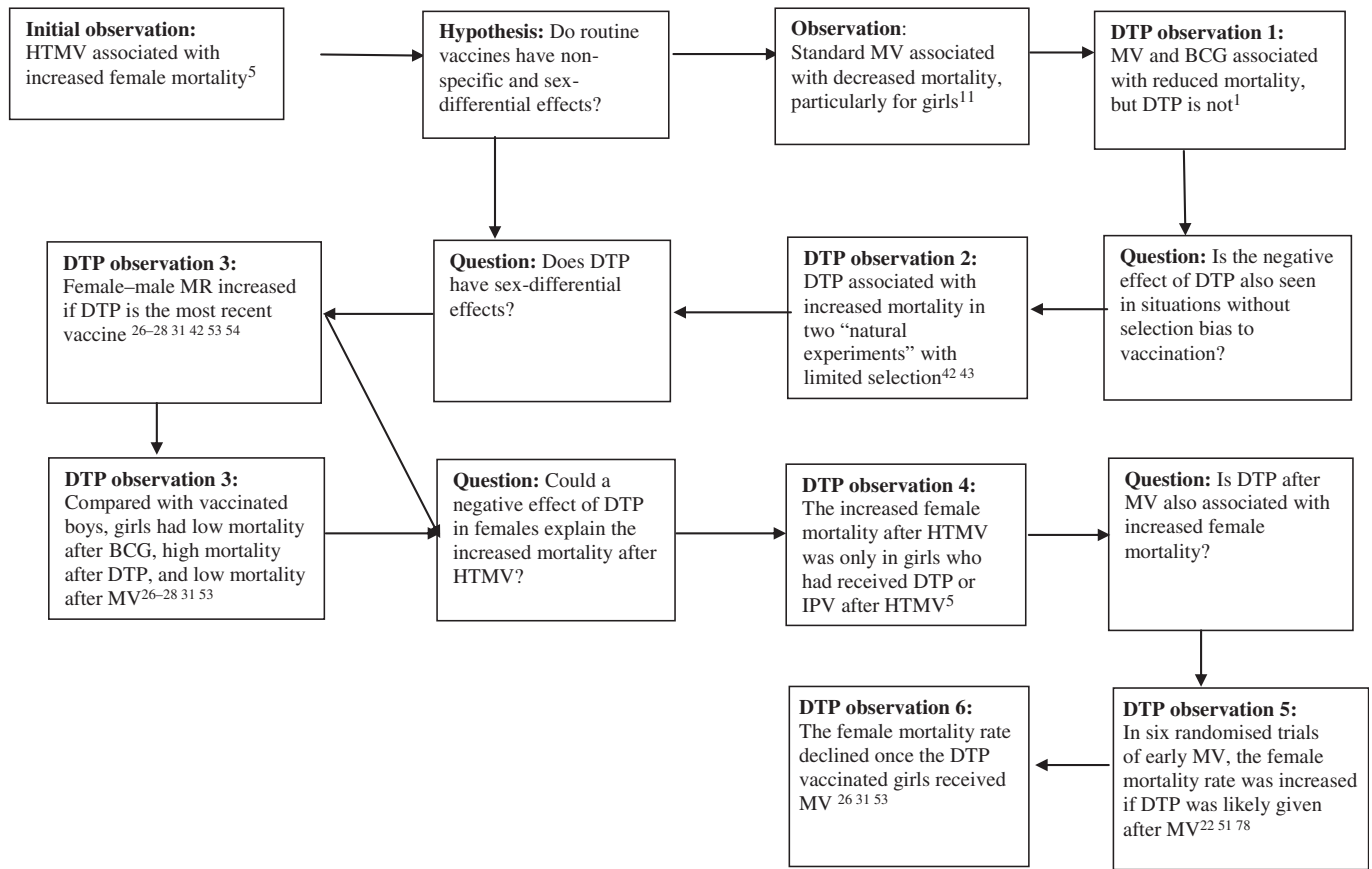 Initial observation:
HTMV associated with
increased female mortality5
Hypothesis: Do routine
vaccines have non-
specific and sex-
differential effects?
Observation:
Standard MV associated
with decreased mortality,
particularly for girls11
DTP observation 1:
MV and BCG associated
with reduced mortality,
but DTP is not1
DTP observation 3:
Female–male MR increased
if DTP is the most recent
vaccine 26–28 31 42 53 54
Question: Does DTP
have sex-differential
effects?
DTP observation 2:
DTP associated with
increased mortality in
two “natural
experiments” with
limited selection42 43
Question: Is the negative
effect of DTP also seen
in situations without
selection bias to
vaccination?
DTP observation 3:
Compared with vaccinated
boys, girls had low mortality
after BCG, high mortality
after DTP, and low mortality
after MV26–28 31 53
Question: Could a
negative effect of DTP
in females explain the
increased mortality after
HTMV?
DTP observation 4:
The increased female
mortality after HTMV
was only in girls who
had received DTP or
IPV after HTMV5
Question: Is DTP after
MV also associated with
increased female
mortality?
DTP observation 6:
The female mortality rate
declined once the DTP
vaccinated girls received
MV 26 31 53
DTP observation 5:
In six randomised trials
of early MV, the female
mortality rate was increased
if DTP was likely given
after MV22 51 78